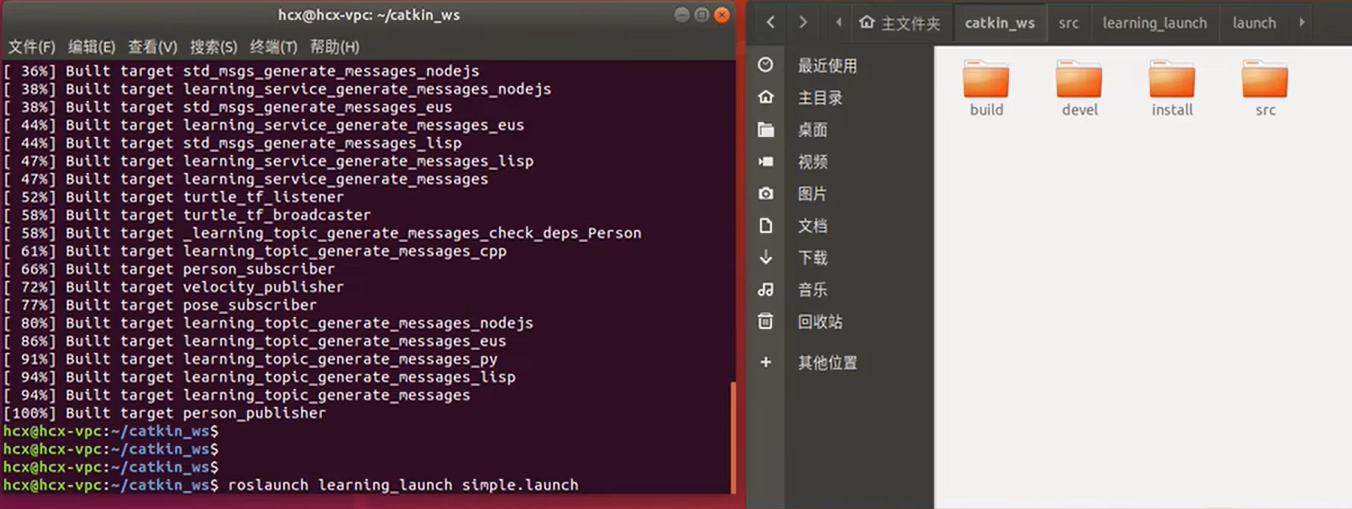 hcx@hcx-vpc: ~/catkin_ws
文件(F) 编辑(E) 查看(V) 搜索(S) 终端(T) 帮助(H)
[ 36%] Built target std_msgs_generate_messages_nodejs
[ 38%] Built target learning_service_generate_messages_nodejs
[ 38%] Built target std_msgs_generate_messages_eus
[ 44%] Built target learning_service_generate_messages_eus
[ 44%] Built target std_msgs_generate_messages_lisp
[ 47%] Built target learning_service_generate_messages_lisp
[ 47%] Built target learning_service_generate_messages
[ 52%] Built target turtle_tf_listener
[ 58%] Built target turtle_tf_broadcaster
[ 58%] Built target _learning_topic_generate_messages_check_deps_Person
[ 61%] Built target learning_topic_generate_messages_cpp
[ 66%] Built target person_subscriber
[ 72%] Built target velocity_publisher
[ 77%] Built target pose_subscriber
[ 80%] Built target learning_topic_generate_messages_nodejs
[ 86%] Built target learning_topic_generate_messages_eus
[ 91%] Built target learning_topic_generate_messages_py
[ 94%] Built target learning_topic_generate_messages_lisp
[ 94%] Built target learning_topic_generate_messages
[100%] Built target person_publisher
hcx@hcx-vpc:~/catkin_ws$
hcx@hcx-vpc:~/catkin_ws$
hcx@hcx-vpc:~/catkin_ws$
hcx@hcx-vpc:~/catkin_ws$ roslaunch learning_launch simple.launch
主文件夹 catkin_ws src learning_launch launch
最近使用
主目录
桌面
视频
图片
文档
下载
音乐
回收站
其他位置
build devel install src